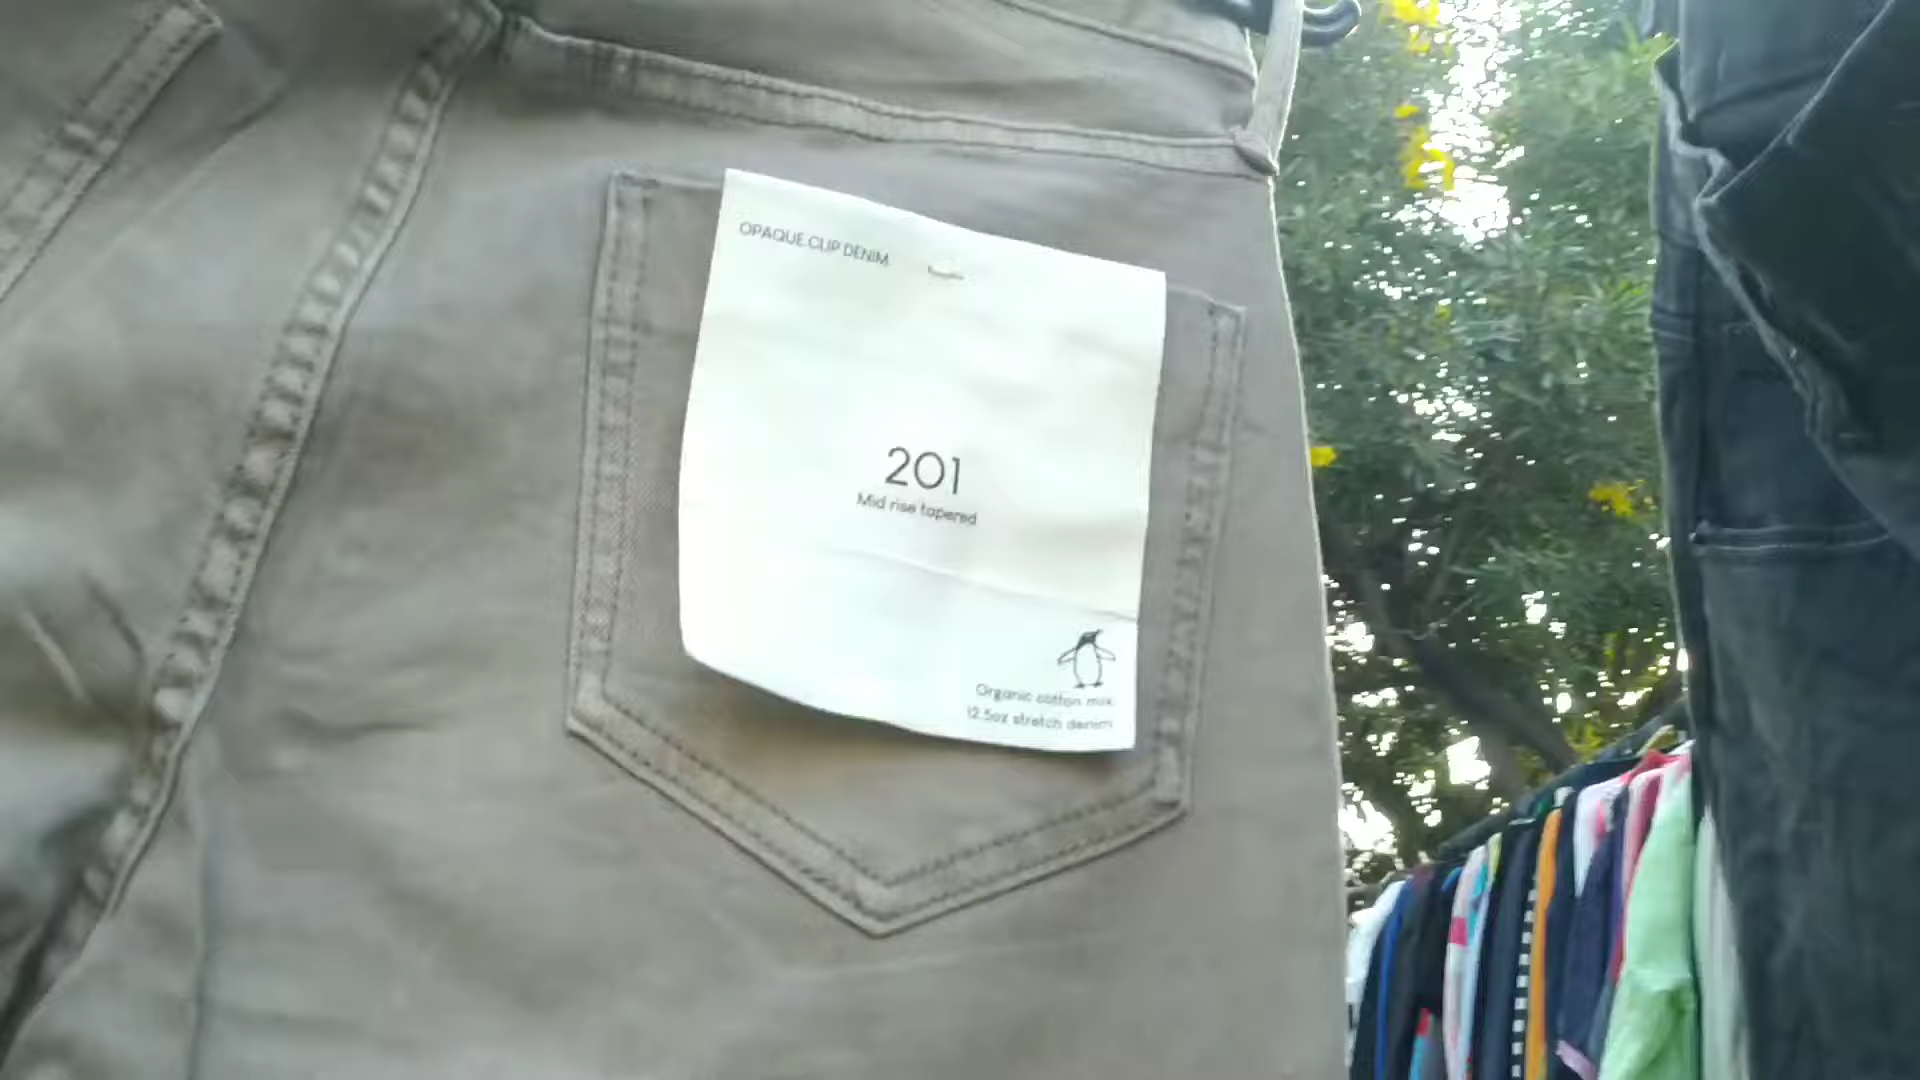 OPAQUE.CLIP DENIM
201
Mid rise tapered
Organic cotton mix
12.5oz stretch denim